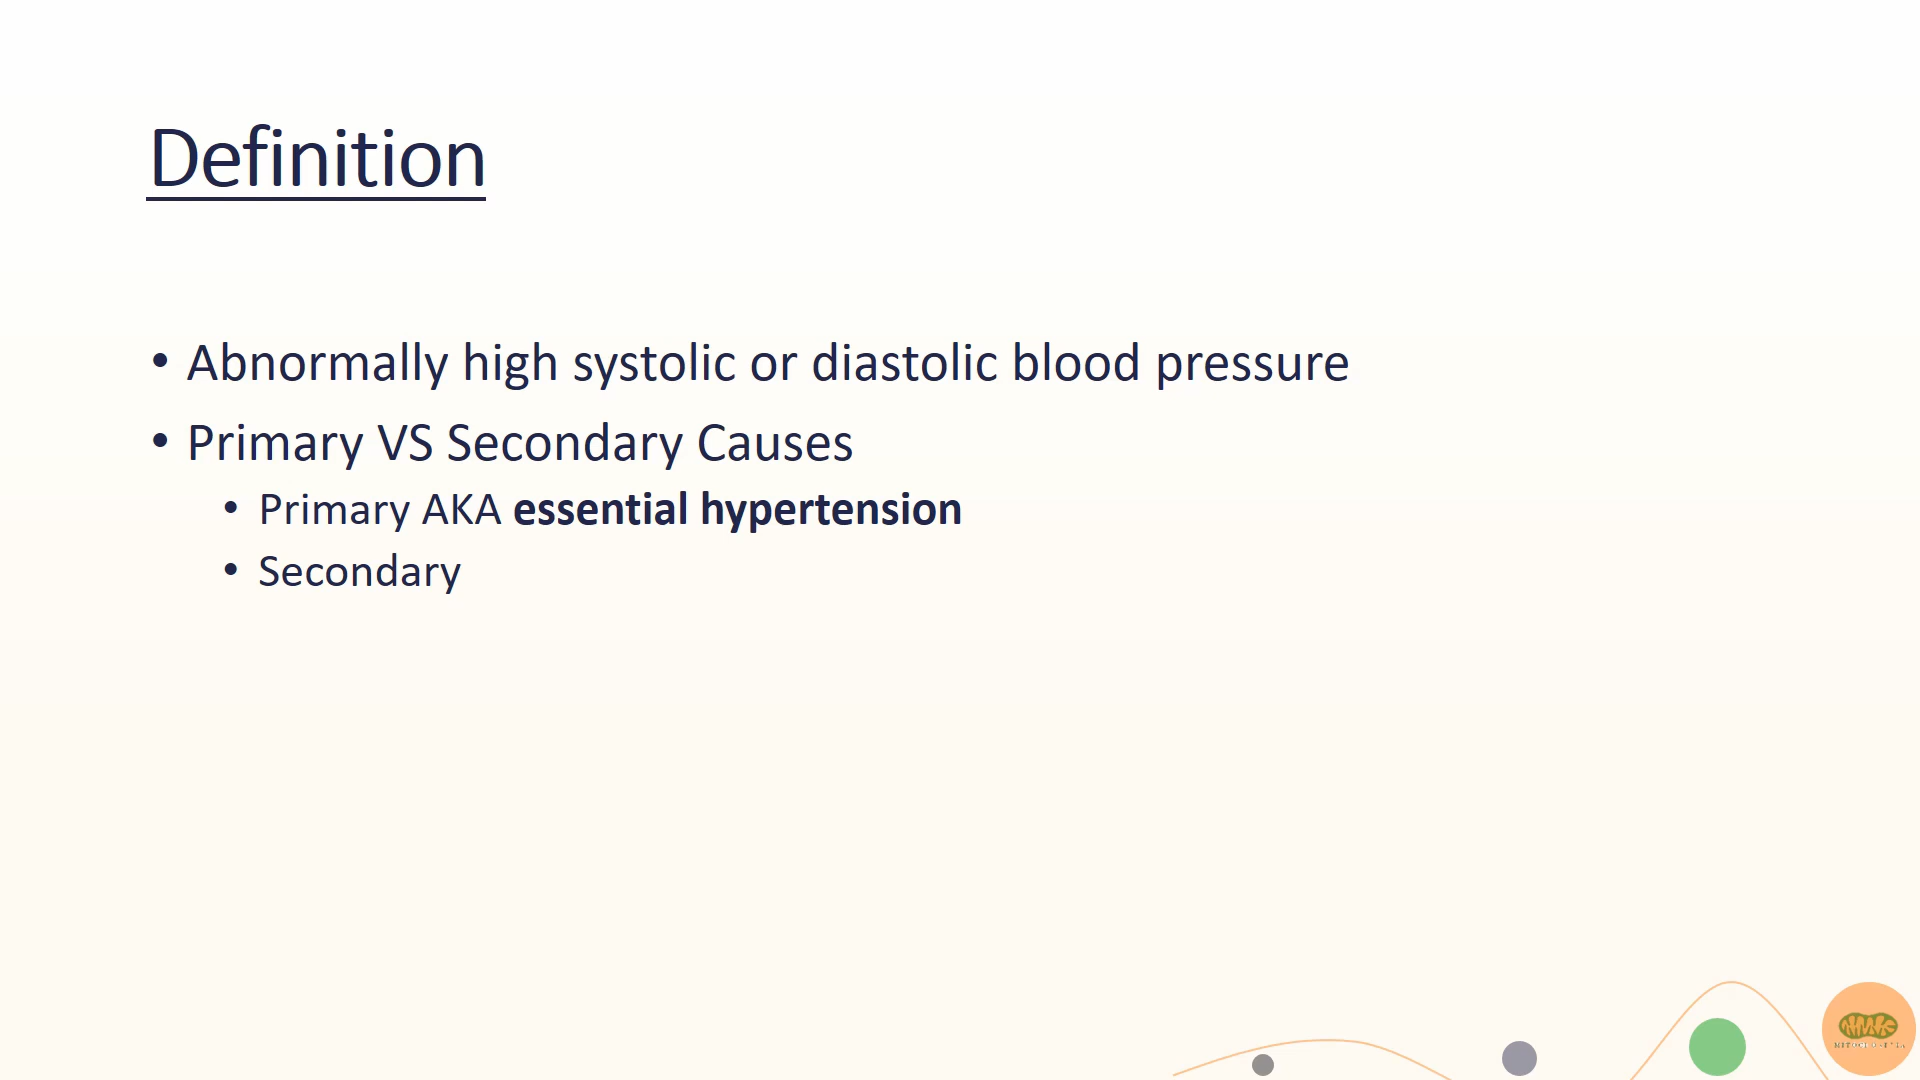 Definition
• Abnormally high systolic or diastolic blood pressure
• Primary VS Secondary Causes
• Primary AKA essential hypertension
• Secondary